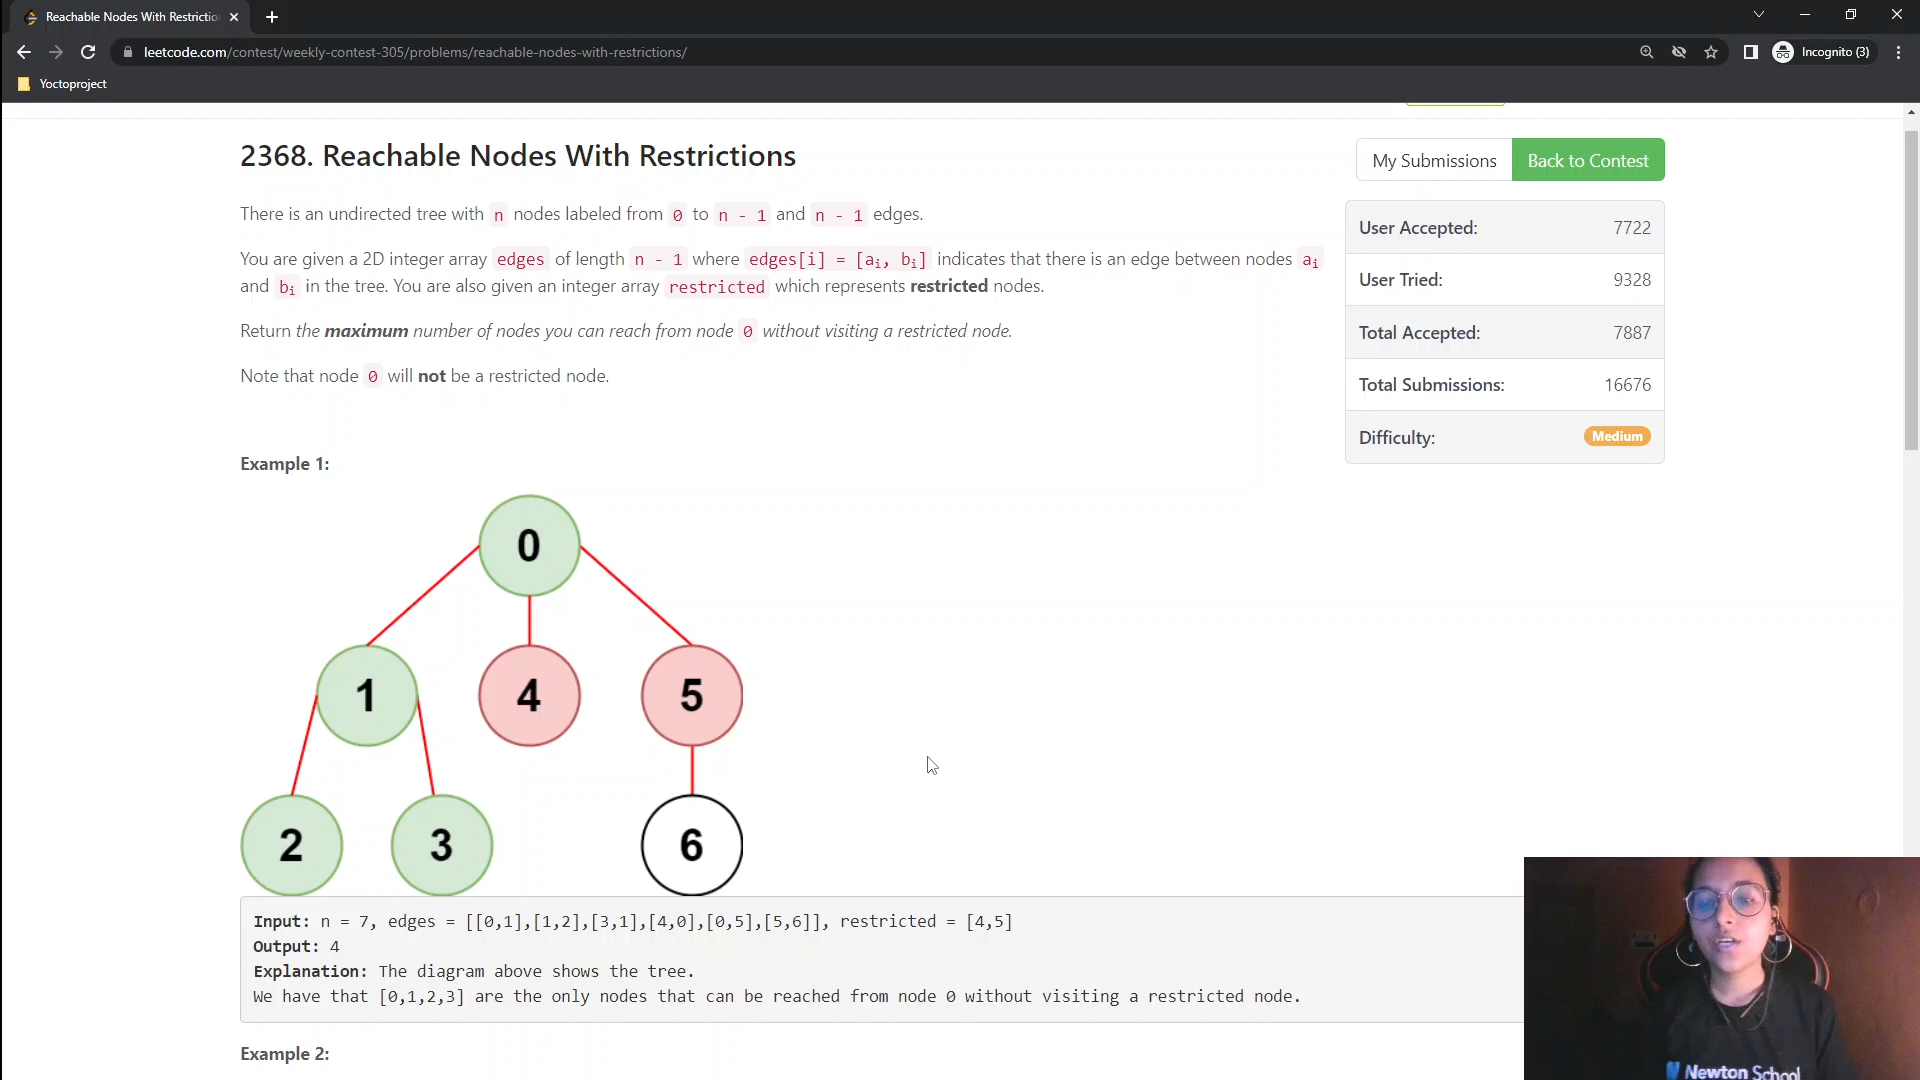 Reachable Nodes With Restrictio
leetcode.com/contest/weekly-contest-305/problems/reachable-nodes-with-restrictions/
Incognito (3)
Yoctoproject
2368. Reachable Nodes With Restrictions
My Submissions
Back to Contest
There is an undirected tree with n nodes labeled from 0 to n - 1 and n - 1 edges.
You are given a 2D integer array edges of length n - 1 where edges[i] = [ai, bi] indicates that there is an edge between nodes ai
and bi in the tree. You are also given an integer array restricted which represents restricted nodes.
Return the maximum number of nodes you can reach from node 0 without visiting a restricted node.
Note that node 0 will not be a restricted node.
User Accepted: 7722
User Tried: 9328
Total Accepted: 7887
Total Submissions: 16676
Difficulty: Medium
Example 1:
0
1 4 5
2 3 6
Input: n = 7, edges = [[0,1],[1,2],[3,1],[4,0],[0,5],[5,6]], restricted = [4,5]
Output: 4
Explanation: The diagram above shows the tree.
We have that [0,1,2,3] are the only nodes that can be reached from node 0 without visiting a restricted node.
Example 2:
Newton School